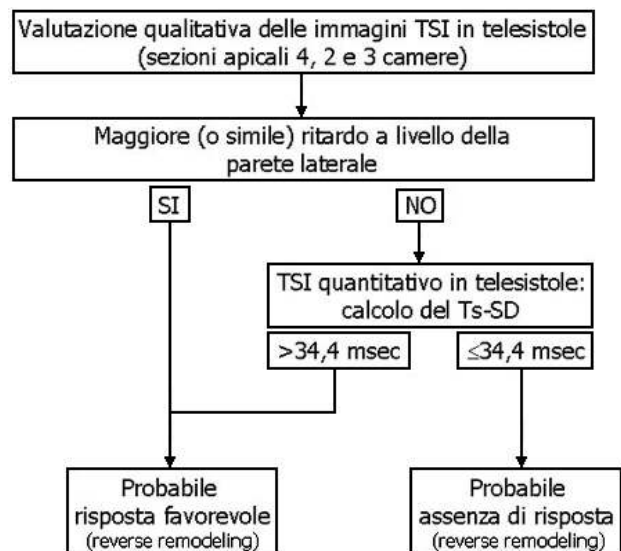 Valutazione qualitativa delle immagini TSI in telesistole
(sezioni apicali 4, 2 e 3 camere)
Maggiore (o simile) ritardo a livello della
parete laterale
SI
NO
TSI quantitativo in telesistole:
calcolo del Ts-SD
>34,4 msec
≤34,4 msec
Probabile
risposta favorevole
(reverse remodeling)
Probabile
assenza di risposta
(reverse remodeling)